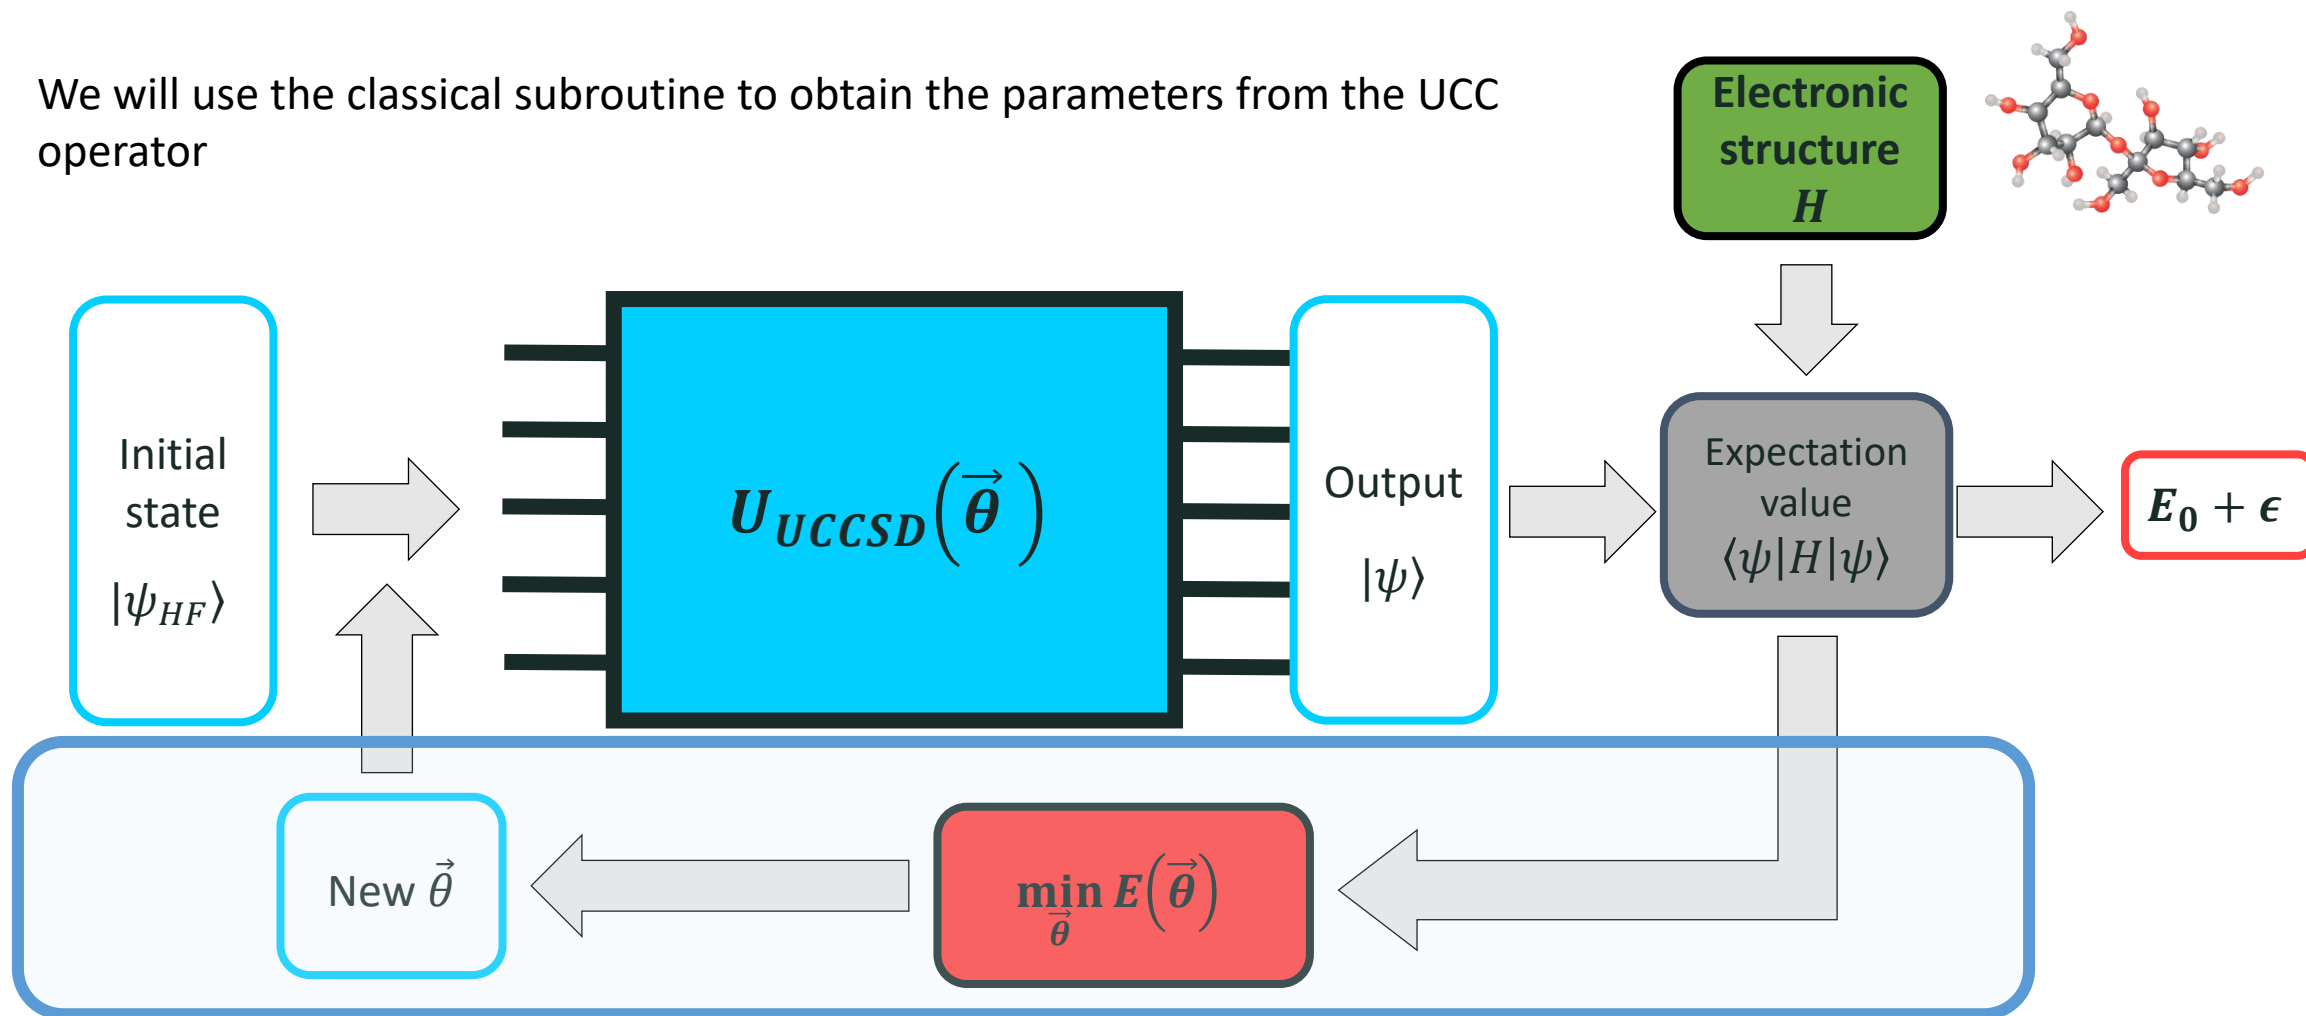 We will use the classical subroutine to obtain the parameters from the UCC
operator
Electronic
structure
H
Initial
state
|ψ_HF⟩
U_UCCSD(θ⃗)
Output
|ψ⟩
Expectation
value
⟨ψ|H|ψ⟩
E₀ + ϵ
New θ⃗
min E(θ⃗)
θ⃗